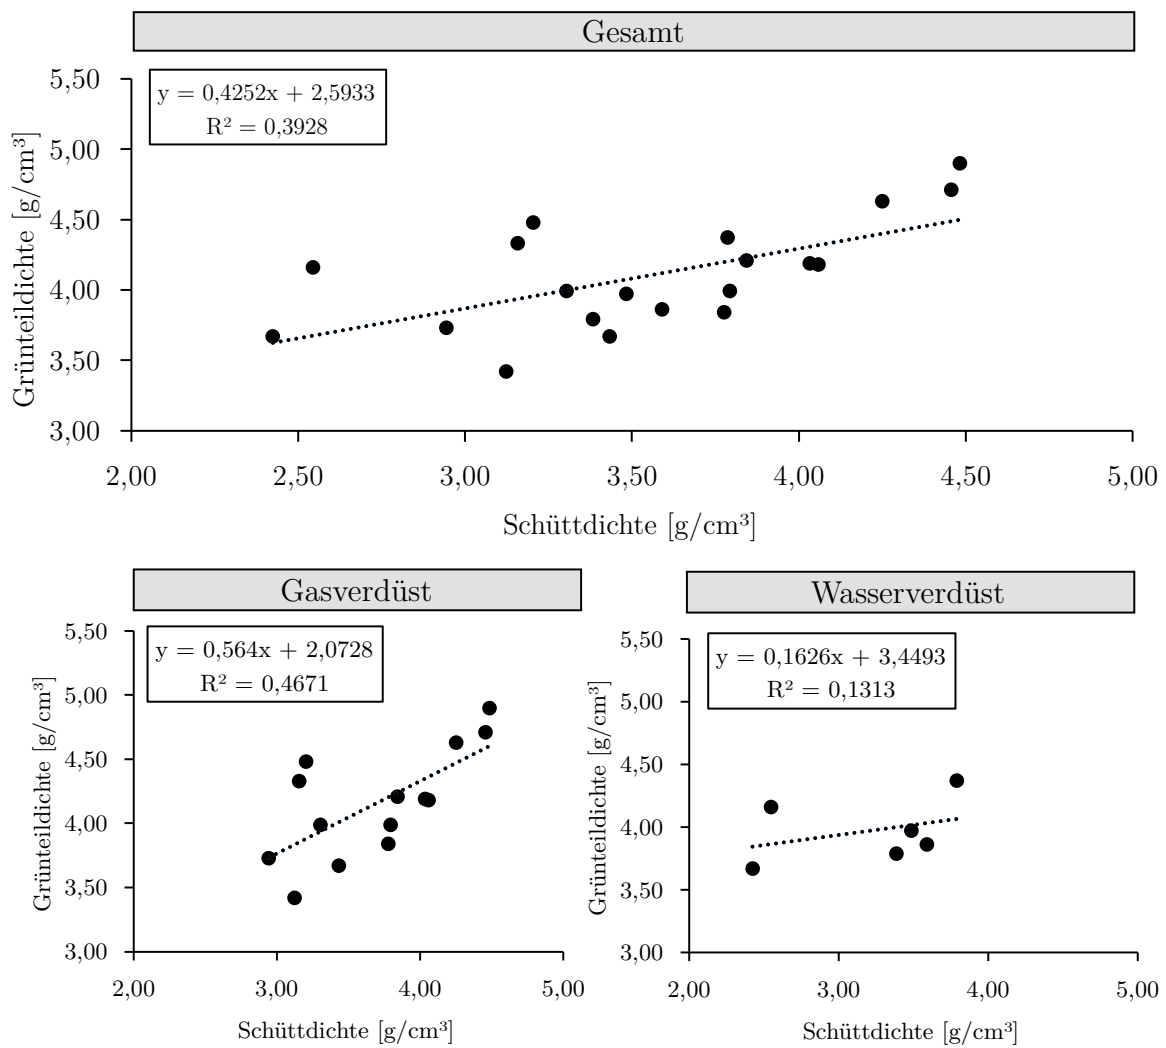 Gesamt
y = 0,4252x + 2,5933
R² = 0,3928
5,50
5,00
4,50
4,00
3,50
3,00
Grünteildichte [g/cm³]
2,00 2,50 3,00 3,50 4,00 4,50 5,00
Schüttdichte [g/cm³]
Gasverdüst
y = 0,564x + 2,0728
R² = 0,4671
5,50
5,00
4,50
4,00
3,50
3,00
Grünteildichte [g/cm³]
2,00 3,00 4,00 5,00
Schüttdichte [g/cm³]
Wasserverdüst
y = 0,1626x + 3,4493
R² = 0,1313
5,50
5,00
4,50
4,00
3,50
3,00
Grünteildichte [g/cm³]
2,00 3,00 4,00 5,00
Schüttdichte [g/cm³]